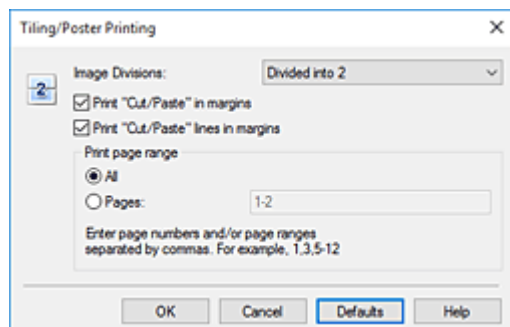 Tiling/Poster Printing
Image Divisions: Divided into 2
2
Print "Cut/Paste" in margins
Print "Cut/Paste" lines in margins
Print page range
All
Pages: 1-2
Enter page numbers and/or page ranges
separated by commas. For example, 1,3,5-12
OK Cancel Defaults Help